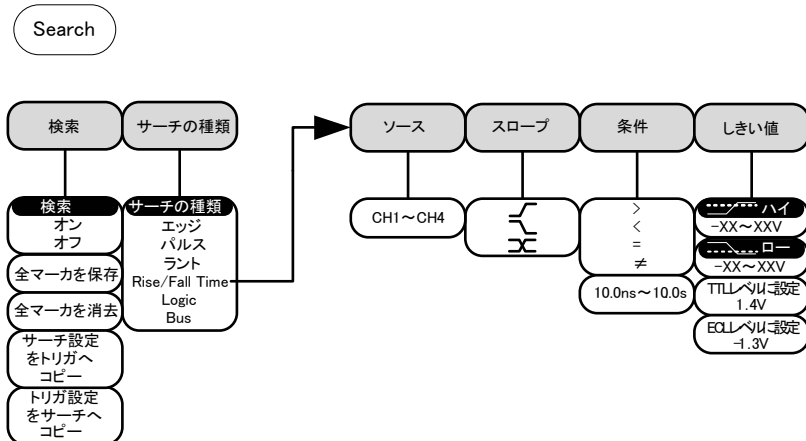 Search
検索
サーチの種類
ソース
スロープ
条件
しきい値
検索
オン
オフ
全マーカを保存
全マーカを消去
サーチ設定
をトリガへ
コピー
トリガ設定
をサーチへ
コピー
サーチの種類
エッジ
パルス
ラント
Rise/Fall Time
Logic
Bus
CH1～CH4
>
<
=
≠
10.0ns～10.0s
ハイ
-XX～XXV
ロー
-XX～XXV
TTLレベルに設定
1.4V
ECLレベルに設定
-1.3V